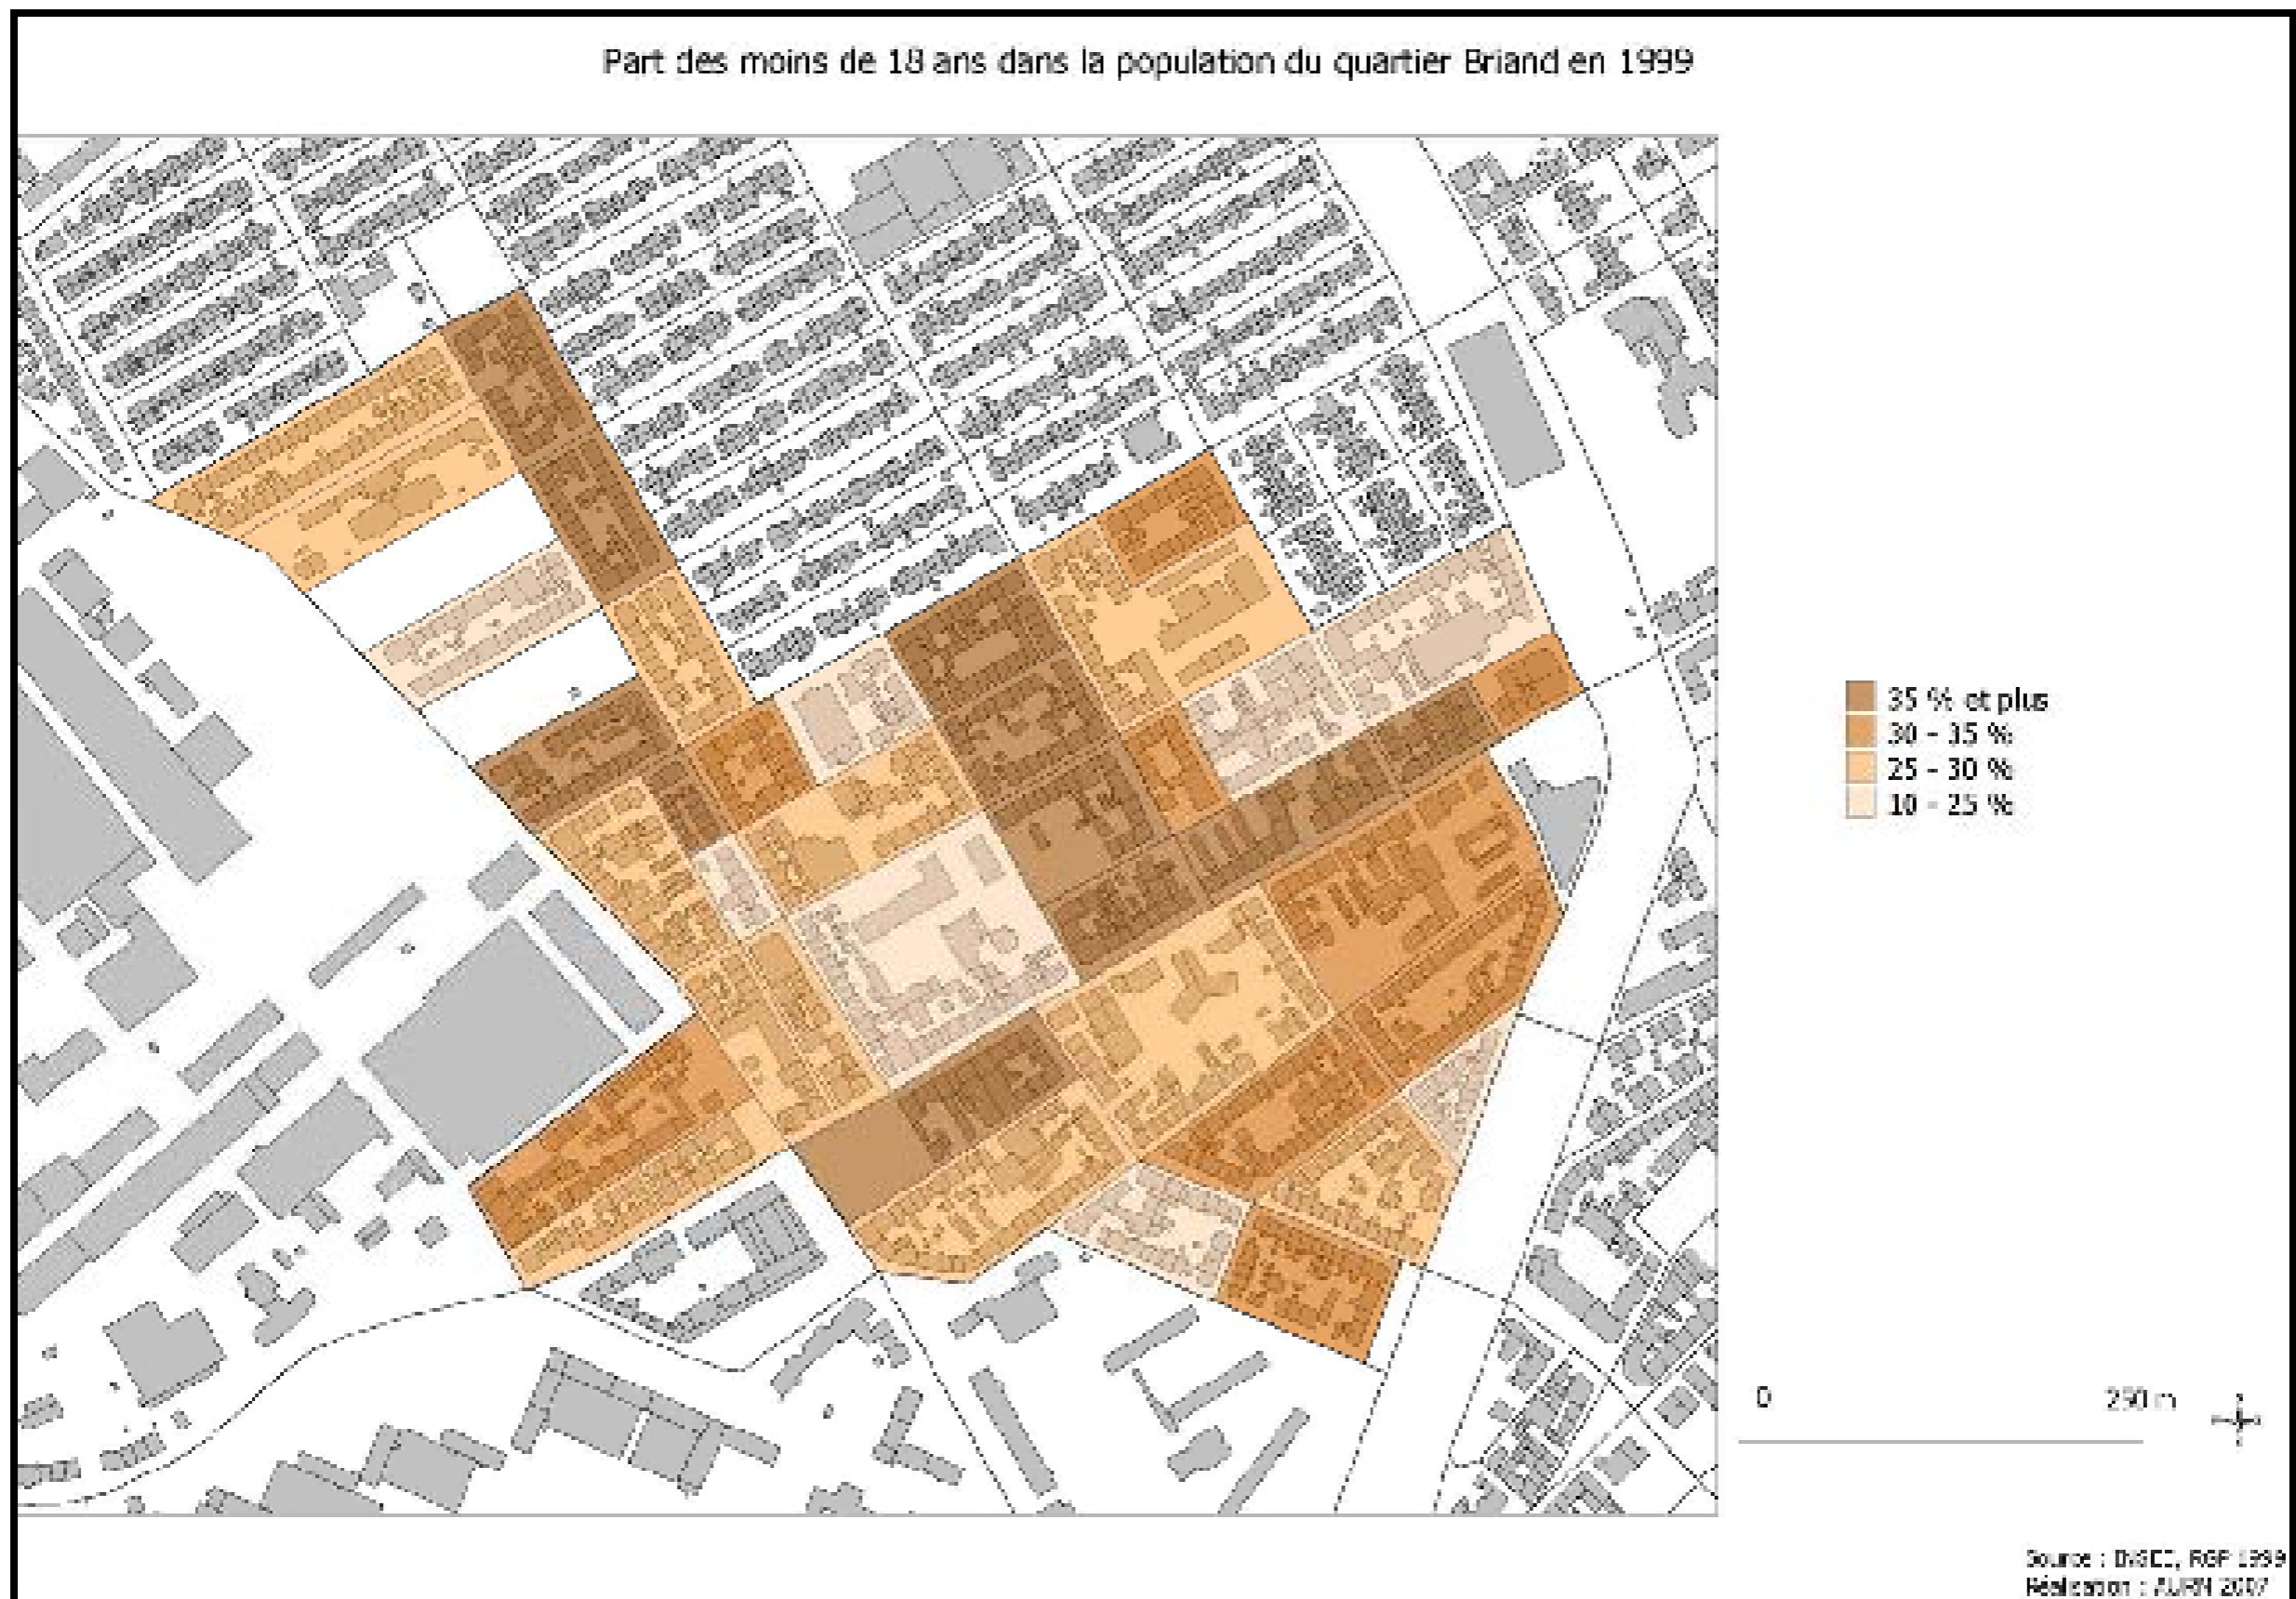 Part des moins de 18 ans dans la population du quartier Briand en 1999
35 % et plus
30 - 35 %
25 - 30 %
10 - 25 %
0 250 m
Source : INSEE, RGP 1999
Réalisation : AURN 2007